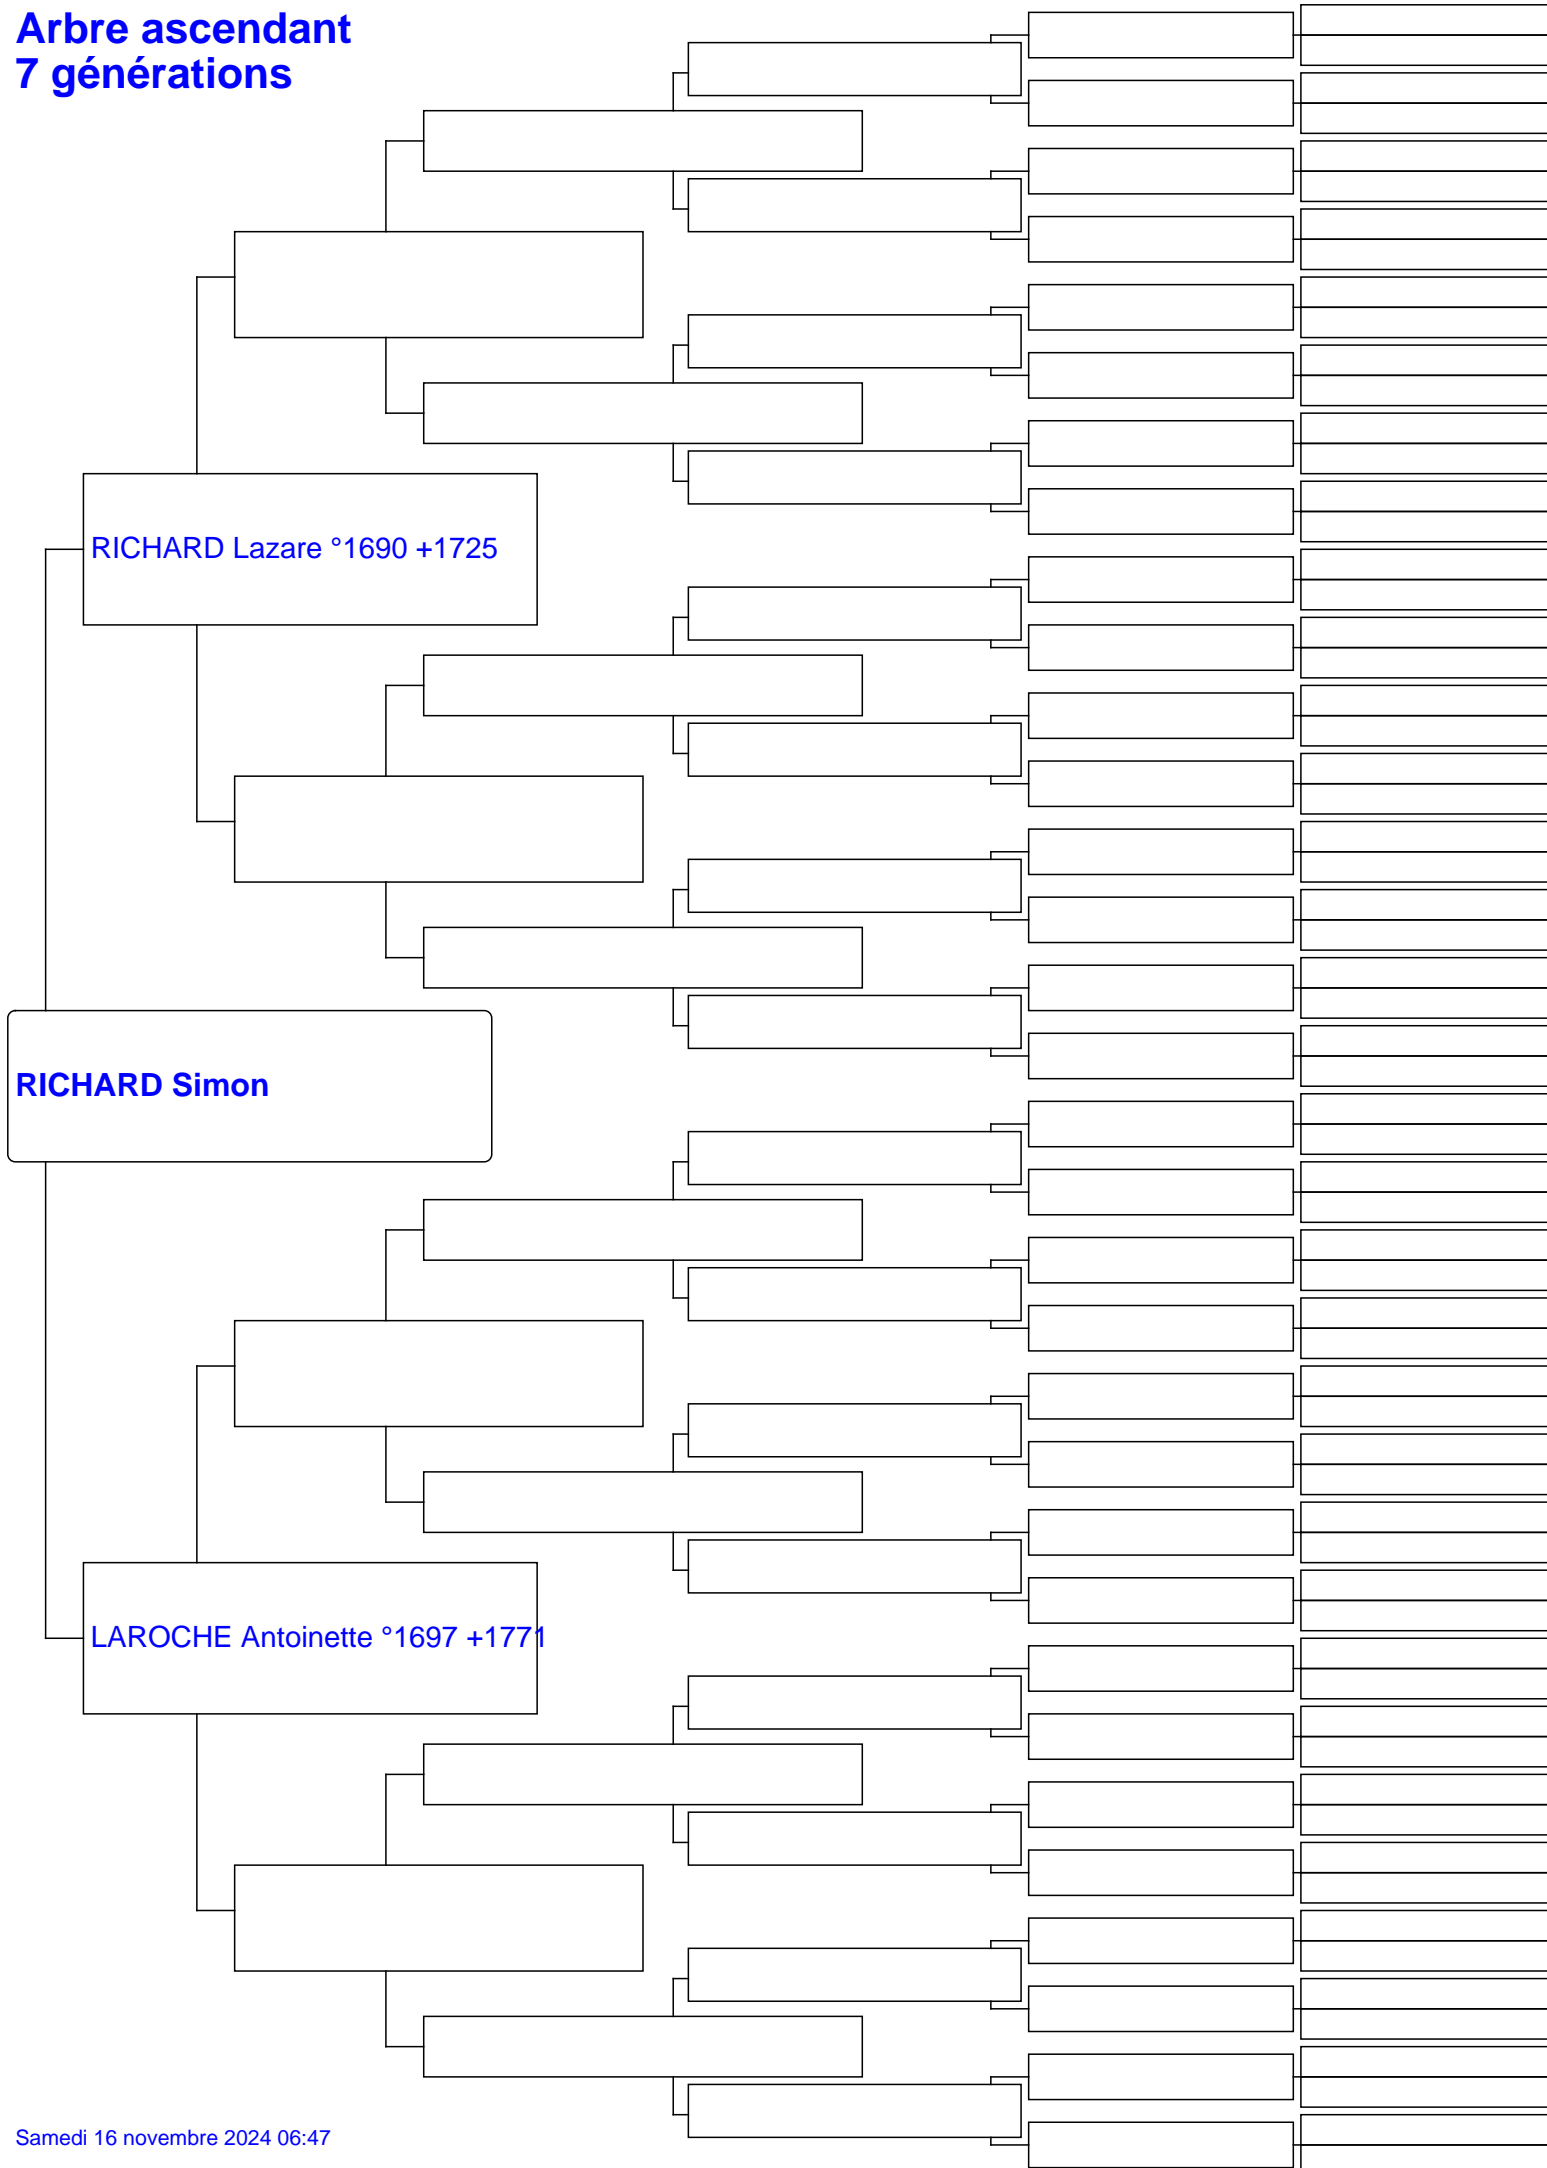 Arbre ascendant
7 générations
RICHARD Lazare °1690 +1725
RICHARD Simon
LAROCHE Antoinette °1697 +1771
Samedi 16 novembre 2024 06:47